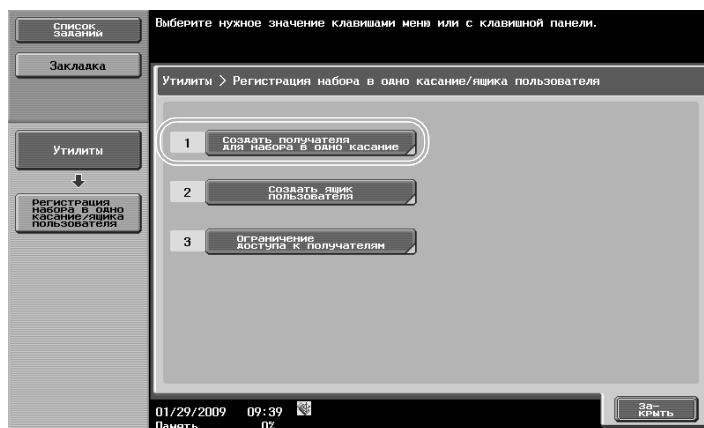 Список
заданий
Закладка
Утилиты
Регистрация
набора в одно
касание/ящика
пользователя
Выберите нужное значение клавишами меню или с клавишной панели.
Утилиты > Регистрация набора в одно касание/ящика пользователя
1 Создать получателя
для набора в одно касание
2 Создать ящик
пользователя
3 Ограничение
доступа к получателям
01/29/2009 09:39
Память 0%
За-
крыть